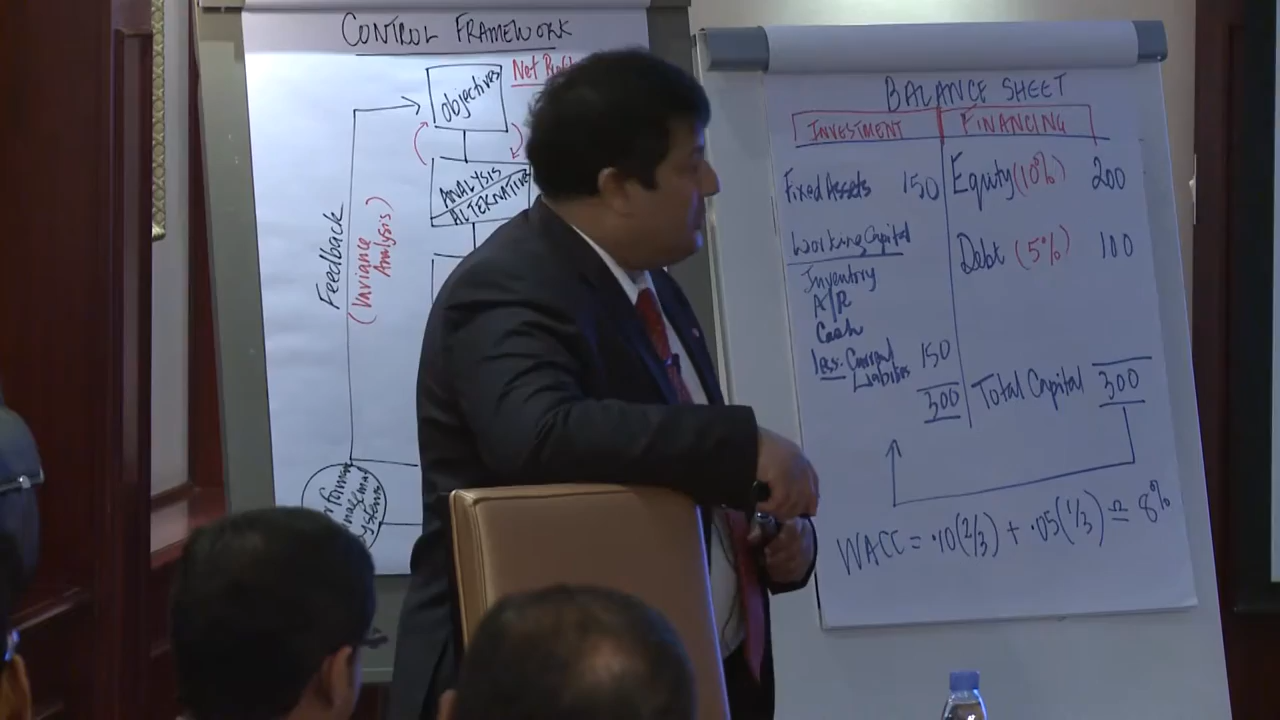 CONTROL FRAMEWORK
Objectives
Net Profit
ANALYSIS
ALTERNATIVE
Feedback
(Variance
Analysis)
BALANCE SHEET
INVESTMENT FINANCING
Fixed Assets 150 Equity (10%) 200
Working Capital Debt (5%) 100
Inventory
A/R
Cash
less: Current 150
Liabilities
300 Total Capital 300
WACC = .10(2/3) + .05(1/3) = 8%